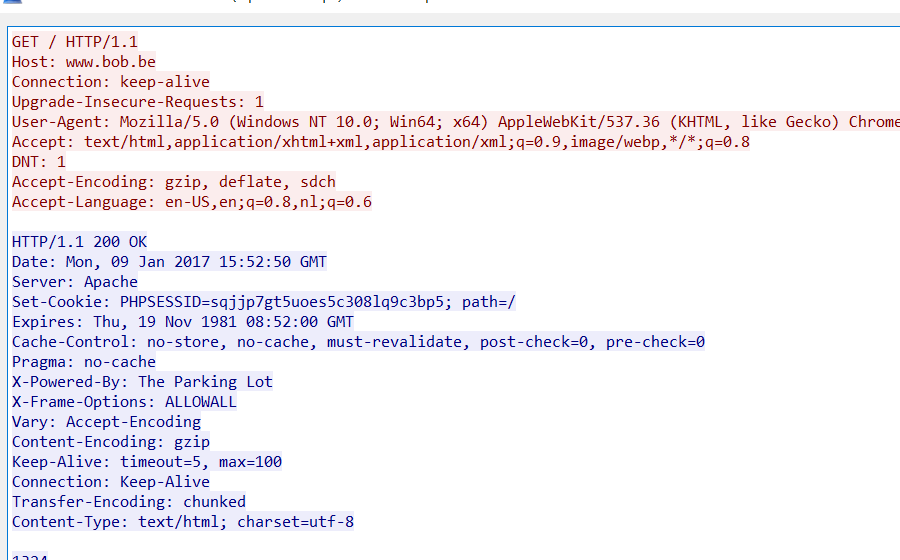 GET / HTTP/1.1
Host: www.bob.be
Connection: keep-alive
Upgrade-Insecure-Requests: 1
User-Agent: Mozilla/5.0 (Windows NT 10.0; Win64; x64) AppleWebKit/537.36 (KHTML, like Gecko) Chrome
Accept: text/html,application/xhtml+xml,application/xml;q=0.9,image/webp,*/*;q=0.8
DNT: 1
Accept-Encoding: gzip, deflate, sdch
Accept-Language: en-US,en;q=0.8,nl;q=0.6
HTTP/1.1 200 OK
Date: Mon, 09 Jan 2017 15:52:50 GMT
Server: Apache
Set-Cookie: PHPSESSID=sqjjp7gt5uoes5c308lq9c3bp5; path=/
Expires: Thu, 19 Nov 1981 08:52:00 GMT
Cache-Control: no-store, no-cache, must-revalidate, post-check=0, pre-check=0
Pragma: no-cache
X-Powered-By: The Parking Lot
X-Frame-Options: ALLOWALL
Vary: Accept-Encoding
Content-Encoding: gzip
Keep-Alive: timeout=5, max=100
Connection: Keep-Alive
Transfer-Encoding: chunked
Content-Type: text/html; charset=utf-8